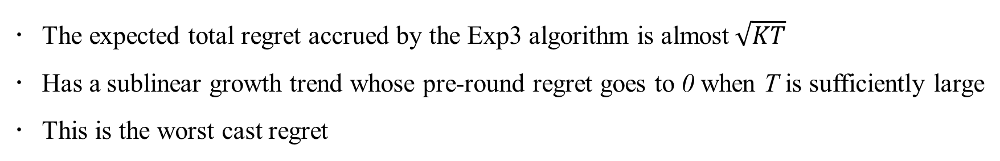 · The expected total regret accrued by the Exp3 algorithm is almost √KT
· Has a sublinear growth trend whose pre-round regret goes to 0 when T is sufficiently large
· This is the worst cast regret